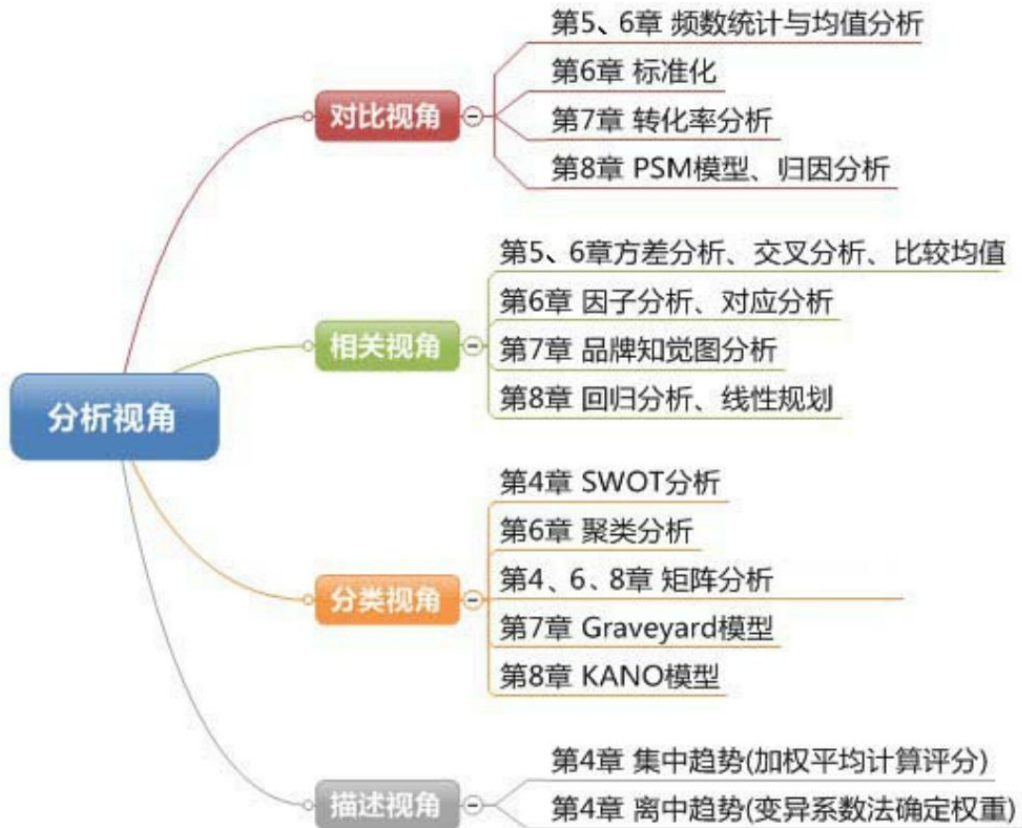 分析视角
对比视角
第5、6章 频数统计与均值分析
第6章 标准化
第7章 转化率分析
第8章 PSM模型、归因分析
相关视角
第5、6章方差分析、交叉分析、比较均值
第6章 因子分析、对应分析
第7章 品牌知觉图分析
第8章 回归分析、线性规划
分类视角
第4章 SWOT分析
第6章 聚类分析
第4、6、8章 矩阵分析
第7章 Graveyard模型
第8章 KANO模型
描述视角
第4章 集中趋势(加权平均计算评分)
第4章 离中趋势(变异系数法确定权重)